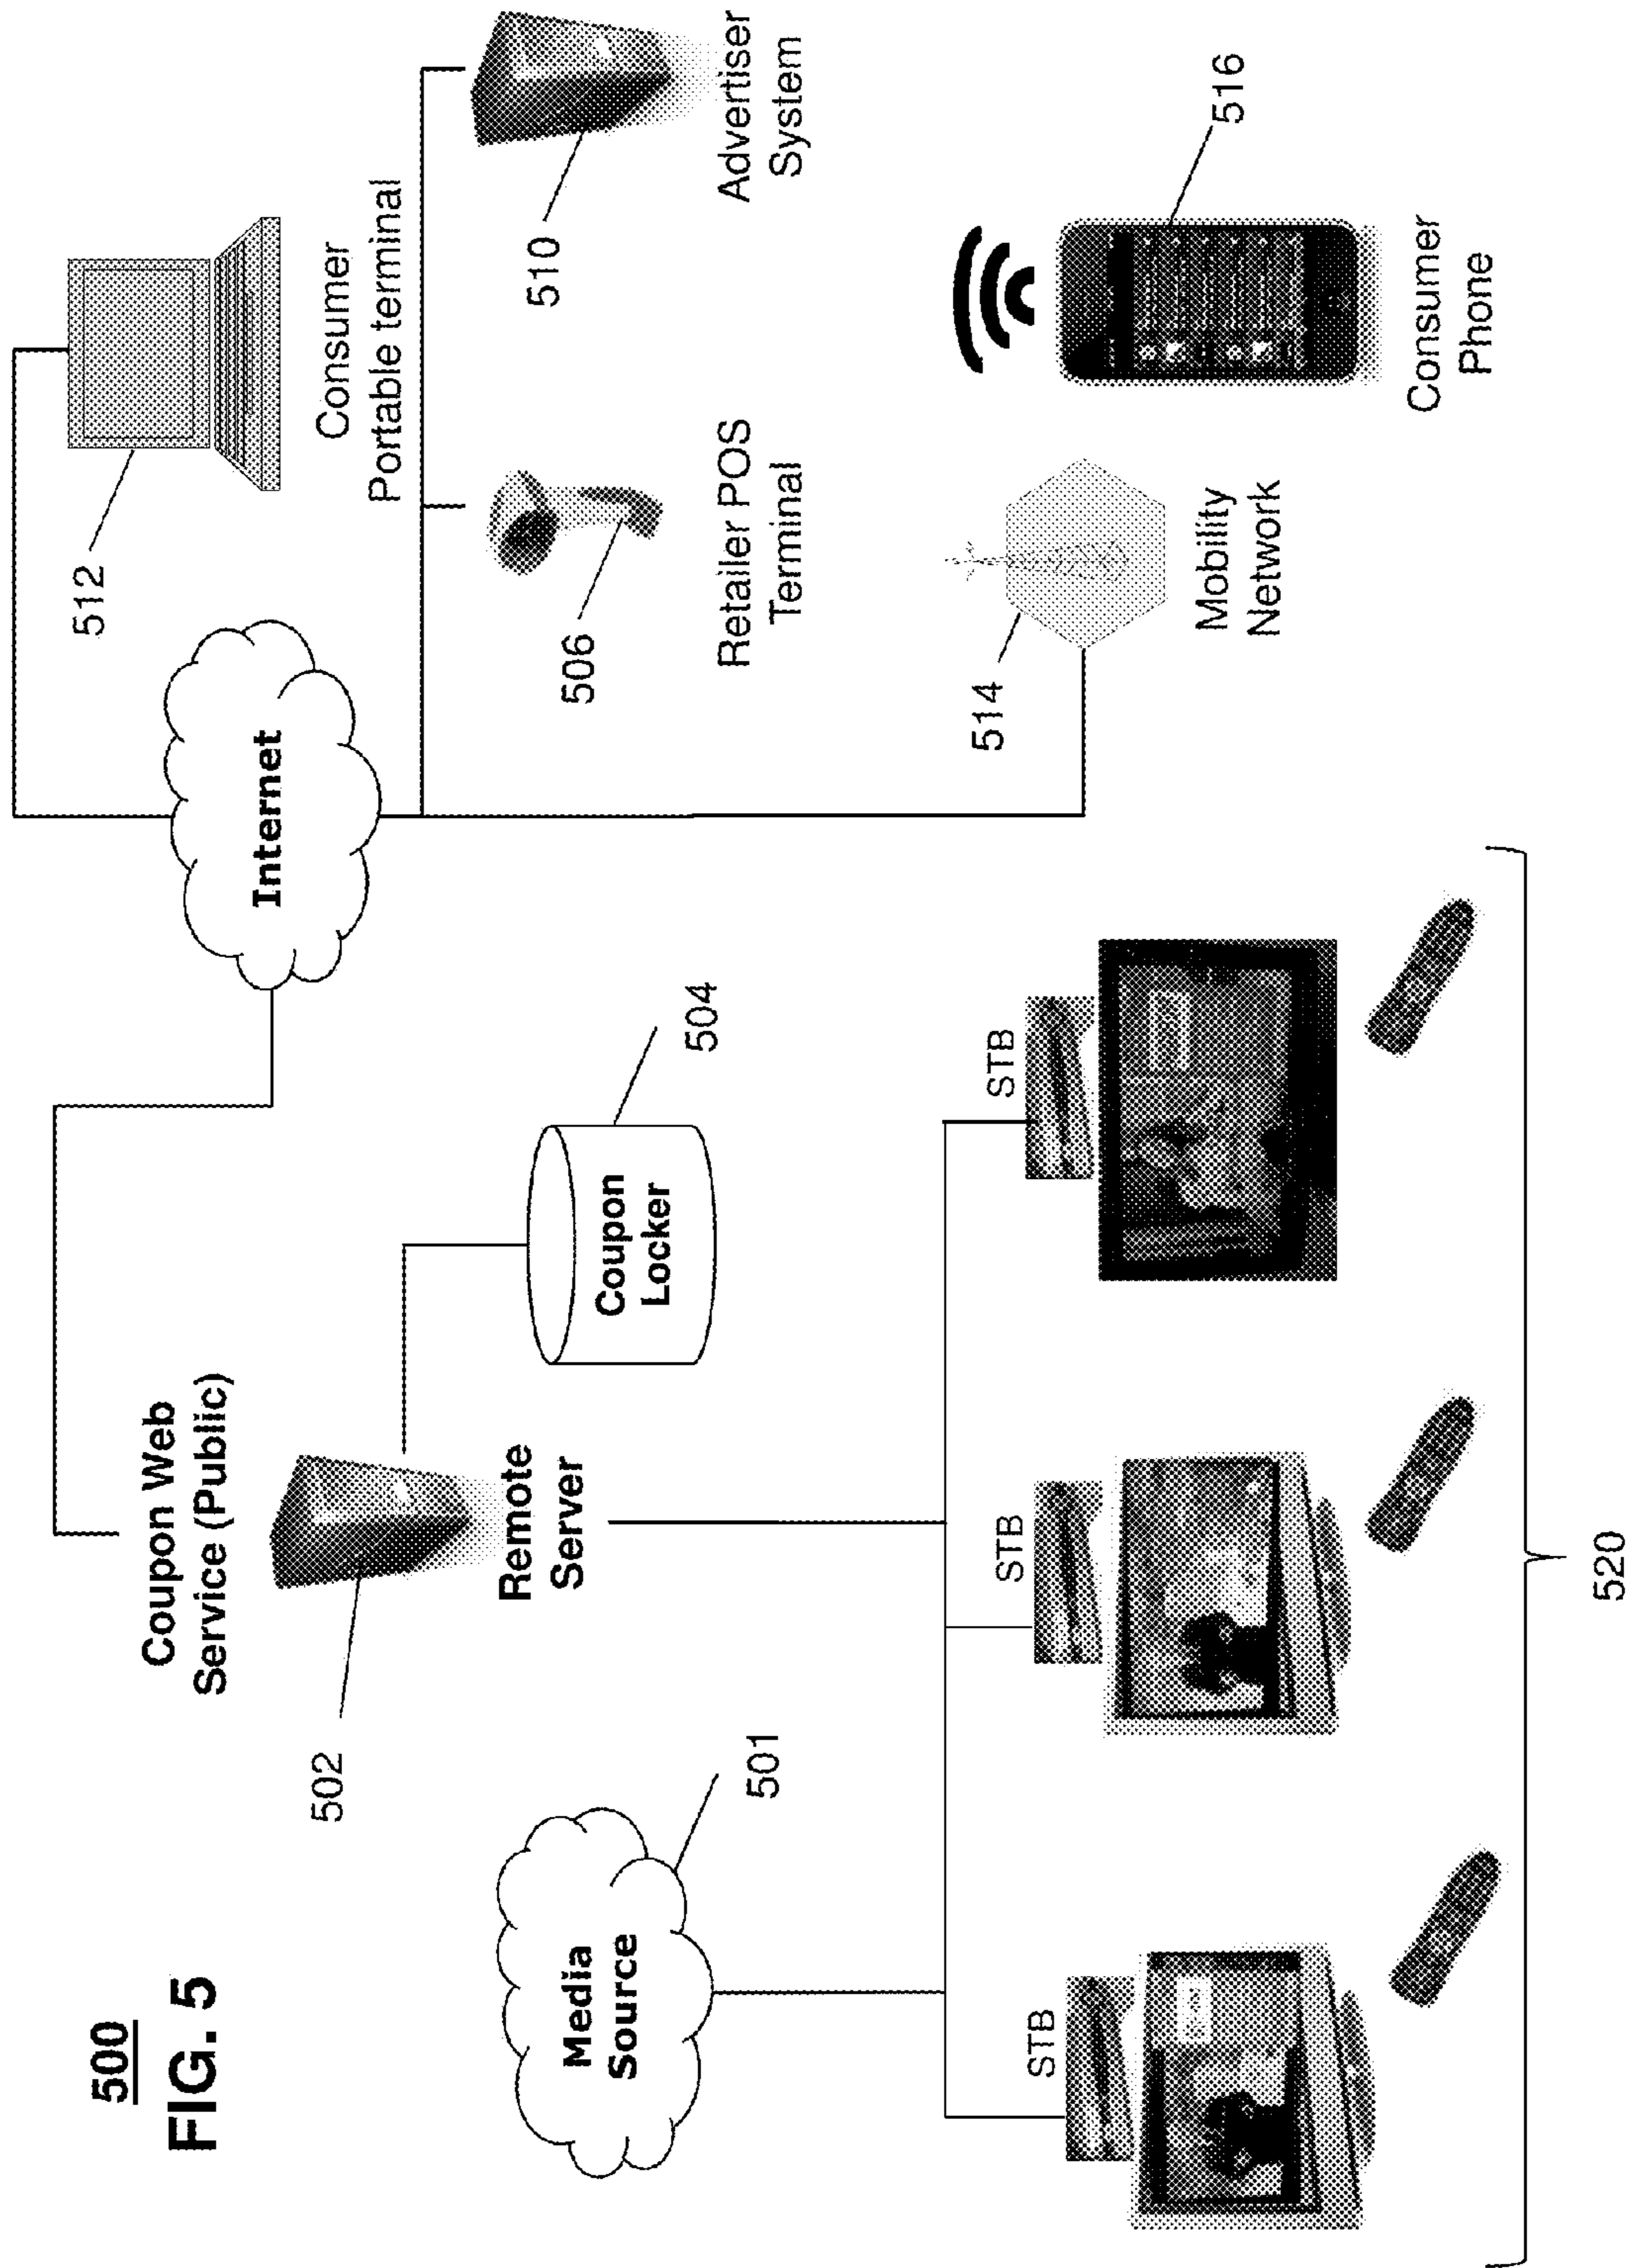 500
FIG. 5
Coupon Web
Service (Public)
502
Remote
Server
Media
Source
501
Coupon
Locker
504
Internet
512
Consumer
Portable terminal
506
Retailer POS
Terminal
510
Advertiser
System
514
Mobility
Network
516
Consumer
Phone
STB
STB
STB
520